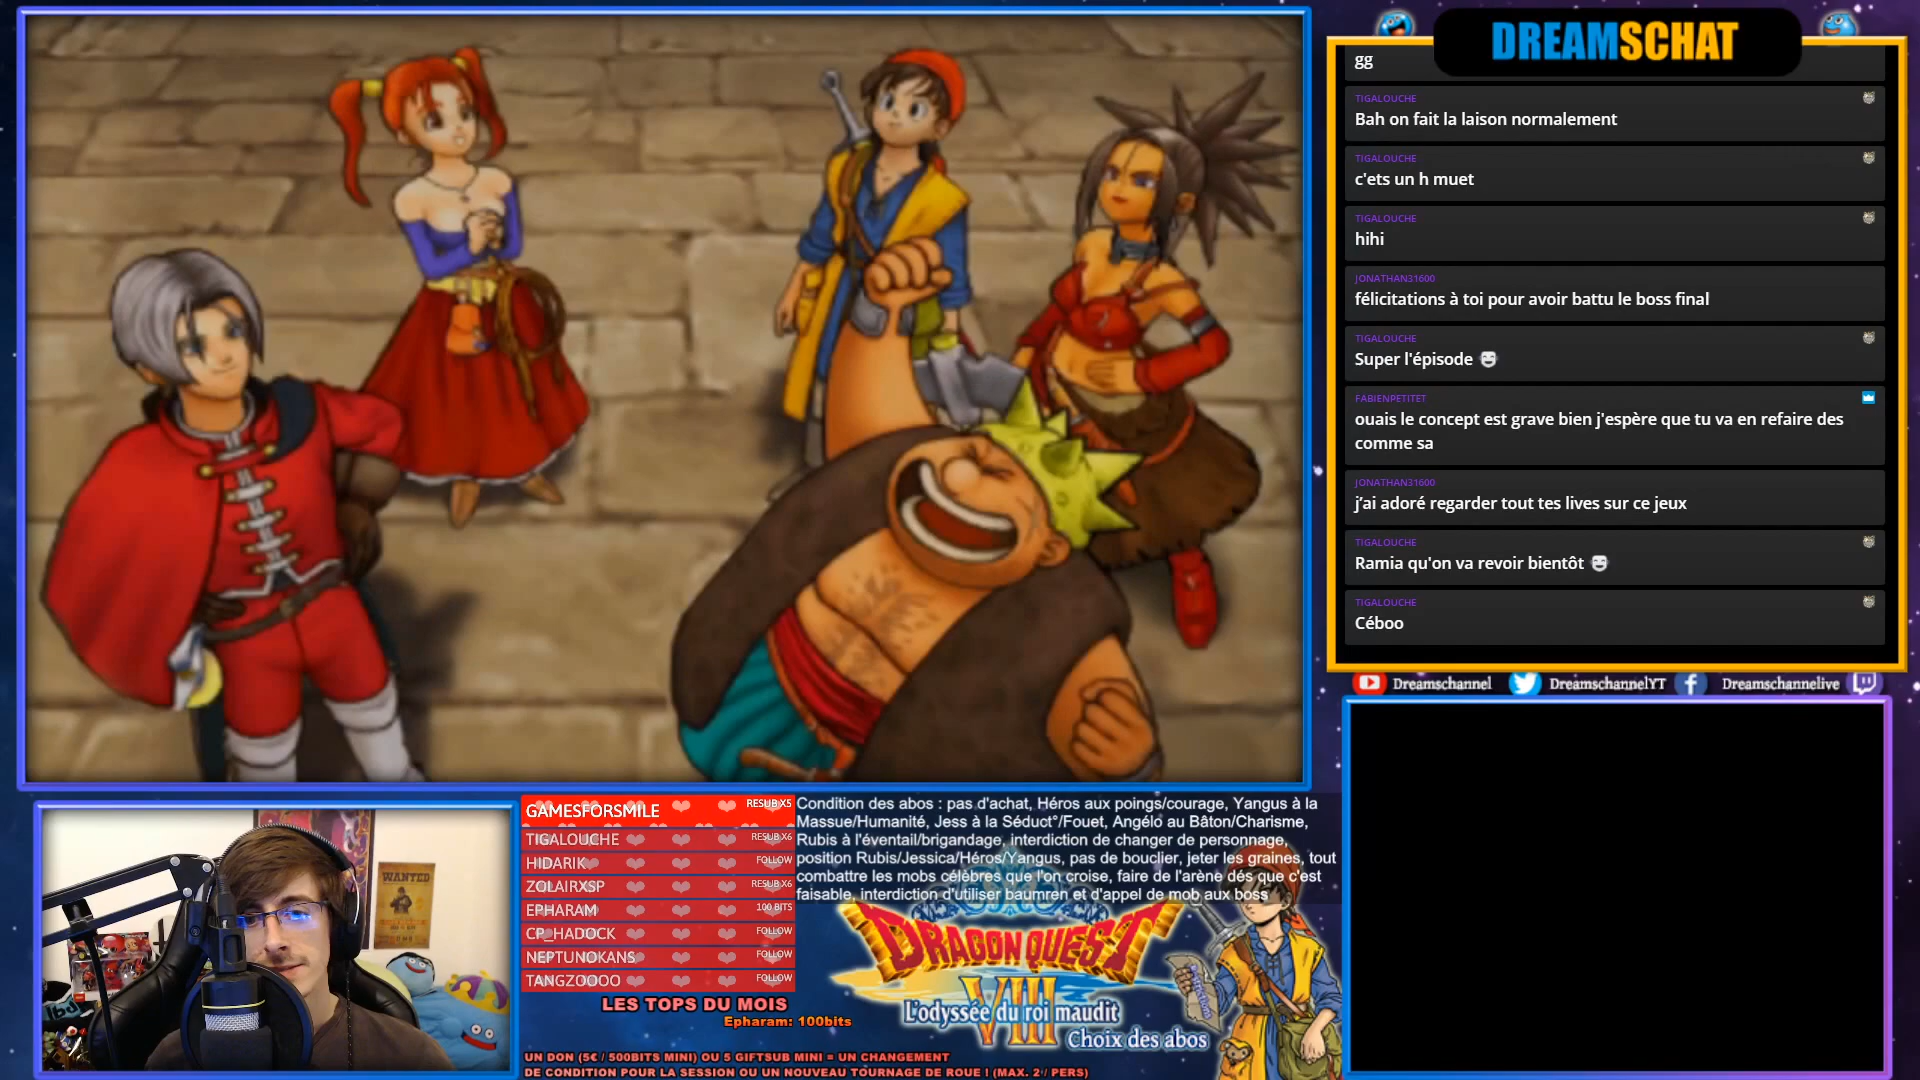 DREAMSCHAT
gg
TIGALOUCHE
Bah on fait la laison normalement
TIGALOUCHE
c'ets un h muet
TIGALOUCHE
hihi
JONATHAN31600
félicitations à toi pour avoir battu le boss final
TIGALOUCHE
Super l'épisode
FABIENPETITET
ouais le concept est grave bien j'espère que tu va en refaire des
comme sa
JONATHAN31600
j'ai adoré regarder tout tes lives sur ce jeux
TIGALOUCHE
Ramia qu'on va revoir bientôt
TIGALOUCHE
Céboo
Dreamschannel DreamschannelYT Dreamschannelive
GAMESFORSMILE RESUB X5
TIGALOUCHE RESUB X6
HIDARIK FOLLOW
ZOLAIRXSP RESUB X6
EPHARAM 100 BITS
CP_HADOCK FOLLOW
NEPTUNOKANS FOLLOW
TANGZOOOO FOLLOW
LES TOPS DU MOIS
Epharam: 100bits
Condition des abos : pas d'achat, Héros aux poings/courage, Yangus à la
Massue/Humanité, Jess à la Séduct°/Fouet, Angélo au Bâton/Charisme,
Rubis à l'éventail/brigandage, interdiction de changer de personnage,
position Rubis/Jessica/Héros/Yangus, pas de bouclier, jeter les graines, tout
combattre les mobs célèbres que l'on croise, faire de l'arène dés que c'est
faisable, interdiction d'utiliser baumren et d'appel de mob aux boss
DRAGON QUEST
VIII
L'odyssée du roi maudit
Choix des abos
UN DON (5€ / 500BITS MINI) OU 5 GIFTSUB MINI = UN CHANGEMENT
DE CONDITION POUR LA SESSION OU UN NOUVEAU TOURNAGE DE ROUE ! (MAX. 2 / PERS)
WANTED